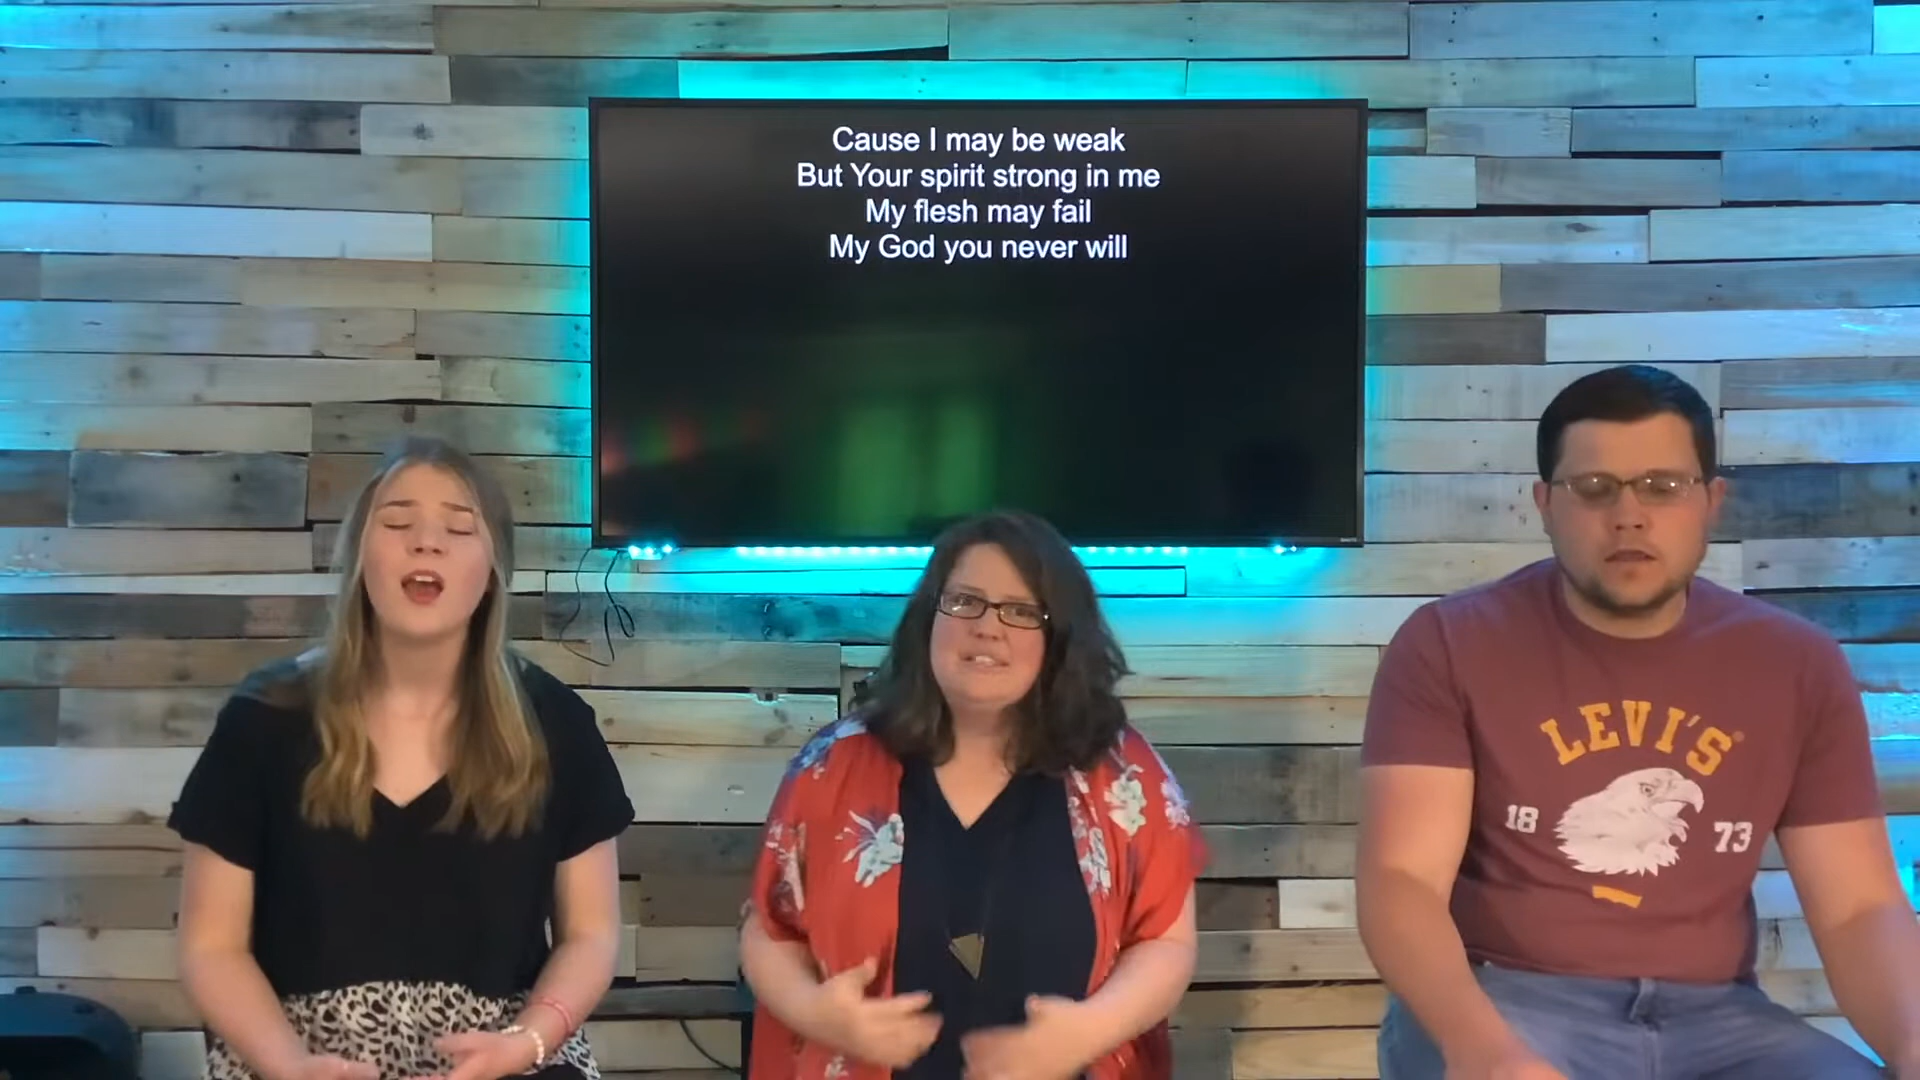 Cause I may be weak
But Your spirit strong in me
My flesh may fail
My God you never will
LEVI'S®
18 73